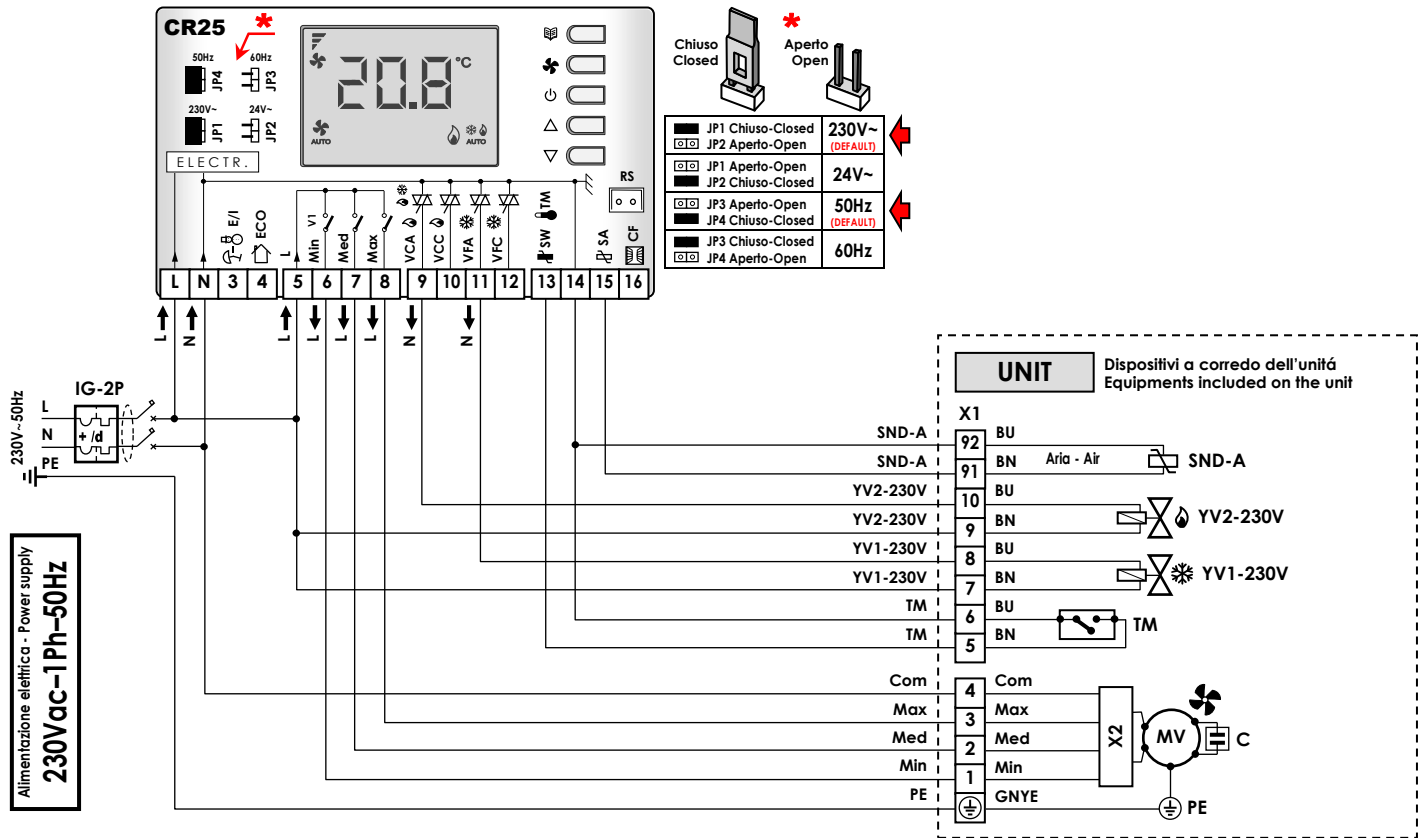 CR25 *
50Hz
JP4
60Hz
JP3
230V~
JP1
24V~
JP2
ELECTR.
20.8 °C
AUTO
AUTO
Chiuso
Closed
*
Aperto
Open
JP1 Chiuso-Closed
JP2 Aperto-Open
230V~
(DEFAULT)
JP1 Aperto-Open
JP2 Chiuso-Closed
24V~
JP3 Aperto-Open
JP4 Chiuso-Closed
50Hz
(DEFAULT)
JP3 Chiuso-Closed
JP4 Aperto-Open
60Hz
RS
E/I
ECO
L
Min V1
Med
Max
VCA
VCC
VFA
VFC
SW
TM
SA
CF
L N 3 4 5 6 7 8 9 10 11 12 13 14 15 16
L
N
L
L
L
L
N
N
230V~50Hz
IG-2P
L
N
PE
+ /d
Alimentazione elettrica - Power supply
230Vac–1Ph–50Hz
UNIT
Dispositivi a corredo dell'unitá
Equipments included on the unit
X1
SND-A 92 BU
SND-A 91 BN Aria - Air SND-A
YV2-230V 10 BU
YV2-230V 9 BN YV2-230V
YV1-230V 8 BU
YV1-230V 7 BN YV1-230V
TM 6 BU
TM 5 BN TM
Com 4 Com
Max 3 Max
Med 2 Med
Min 1 Min
X2
MV
C
PE GNYE PE